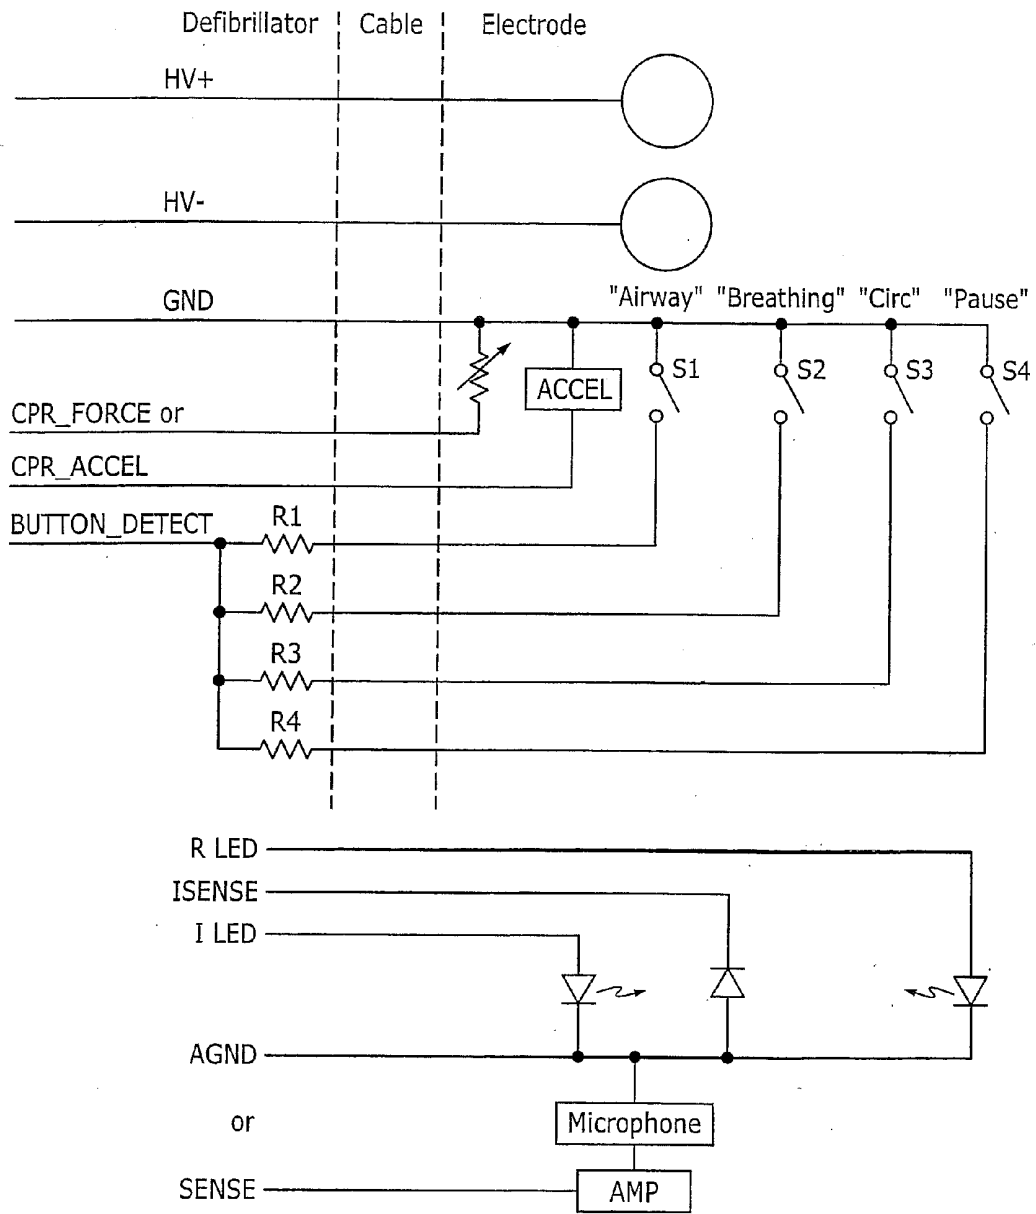 Defibrillator Cable Electrode
HV+
HV-
GND
"Airway" "Breathing" "Circ" "Pause"
S1 S2 S3 S4
ACCEL
CPR_FORCE or
CPR_ACCEL
BUTTON_DETECT
R1
R2
R3
R4
R LED
ISENSE
I LED
AGND
or
Microphone
SENSE
AMP